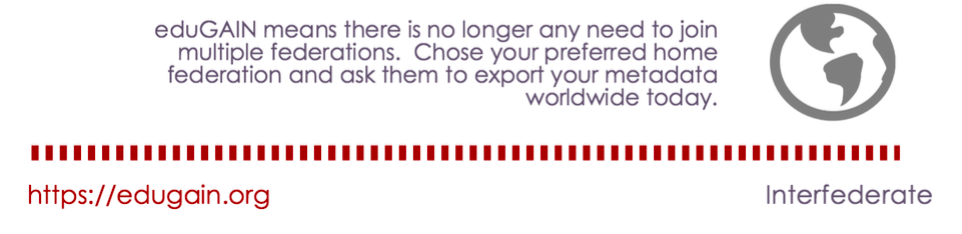 eduGAIN means there is no longer any need to join
multiple federations.  Chose your preferred home
federation and ask them to export your metadata
worldwide today.
https://edugain.org
Interfederate